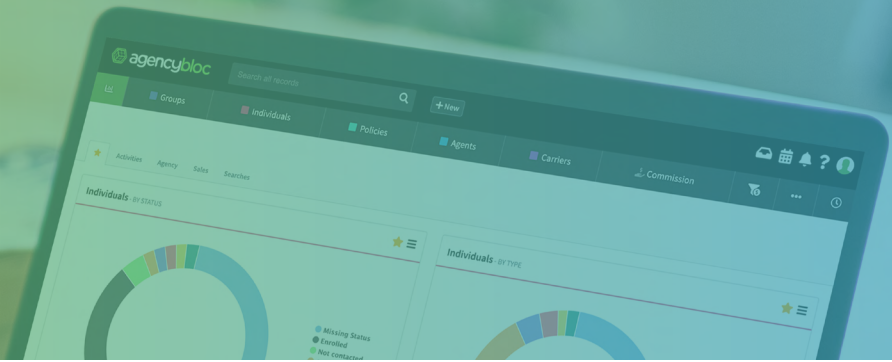 agencybloc
Search all records
+ New
Groups
Individuals
Policies
Agents
Carriers
Commission
Activities
Agency
Sales
Searches
Individuals - BY STATUS
Missing Status
Enrolled
Not contacted
Individuals - BY TYPE